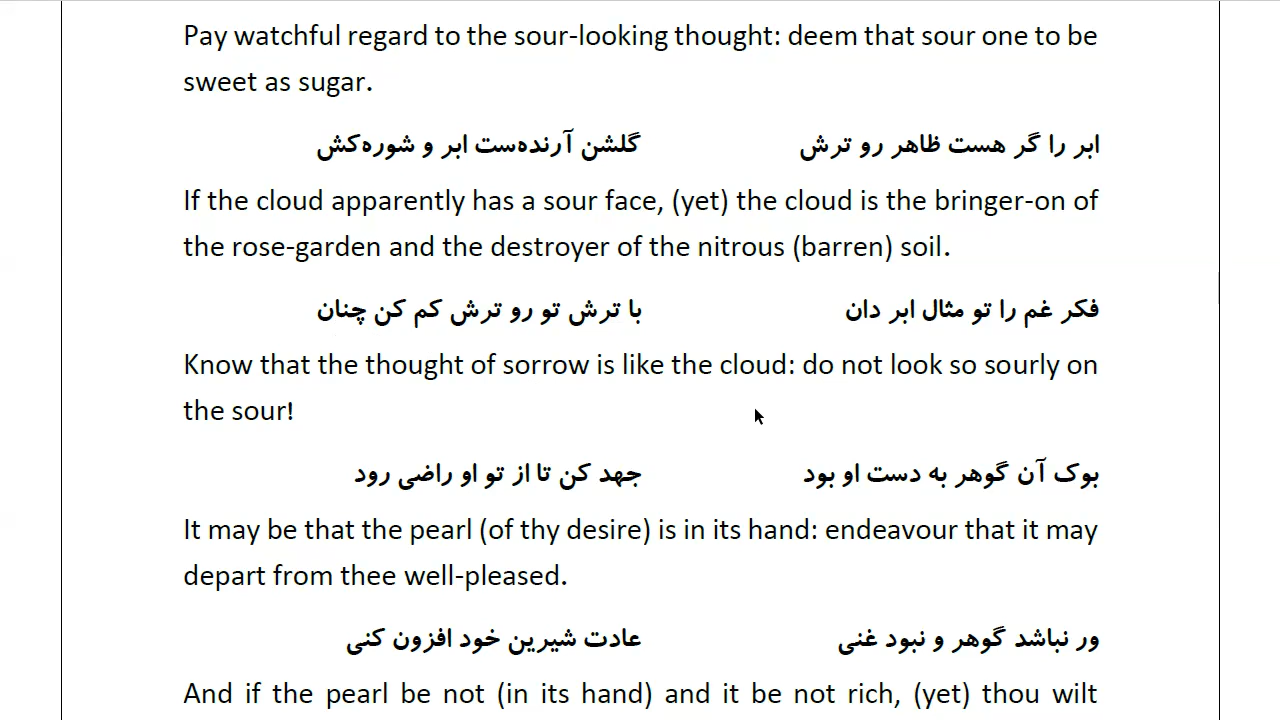 Pay watchful regard to the sour-looking thought: deem that sour one to be
sweet as sugar.
ابر را گر هست ظاهر رو ترش گلشن آرنده‌ست ابر و شوره‌کش
If the cloud apparently has a sour face, (yet) the cloud is the bringer-on of
the rose-garden and the destroyer of the nitrous (barren) soil.
فکر غم را تو مثال ابر دان با ترش تو رو ترش کم کن چنان
Know that the thought of sorrow is like the cloud: do not look so sourly on
the sour!
بوک آن گوهر به دست او بود جهد کن تا از تو او راضی رود
It may be that the pearl (of thy desire) is in its hand: endeavour that it may
depart from thee well-pleased.
ور نباشد گوهر و نبود غنی عادت شیرین خود افزون کنی
And if the pearl be not (in its hand) and it be not rich, (yet) thou wilt